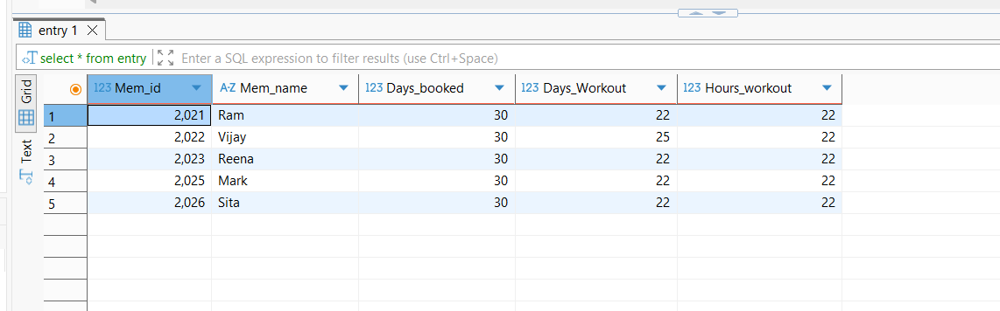 entry 1
select * from entry Enter a SQL expression to filter results (use Ctrl+Space)
Grid
Text
123 Mem_id A-Z Mem_name 123 Days_booked 123 Days_Workout 123 Hours_workout
1 2,021 Ram 30 22 22
2 2,022 Vijay 30 25 22
3 2,023 Reena 30 22 22
4 2,025 Mark 30 22 22
5 2,026 Sita 30 22 22